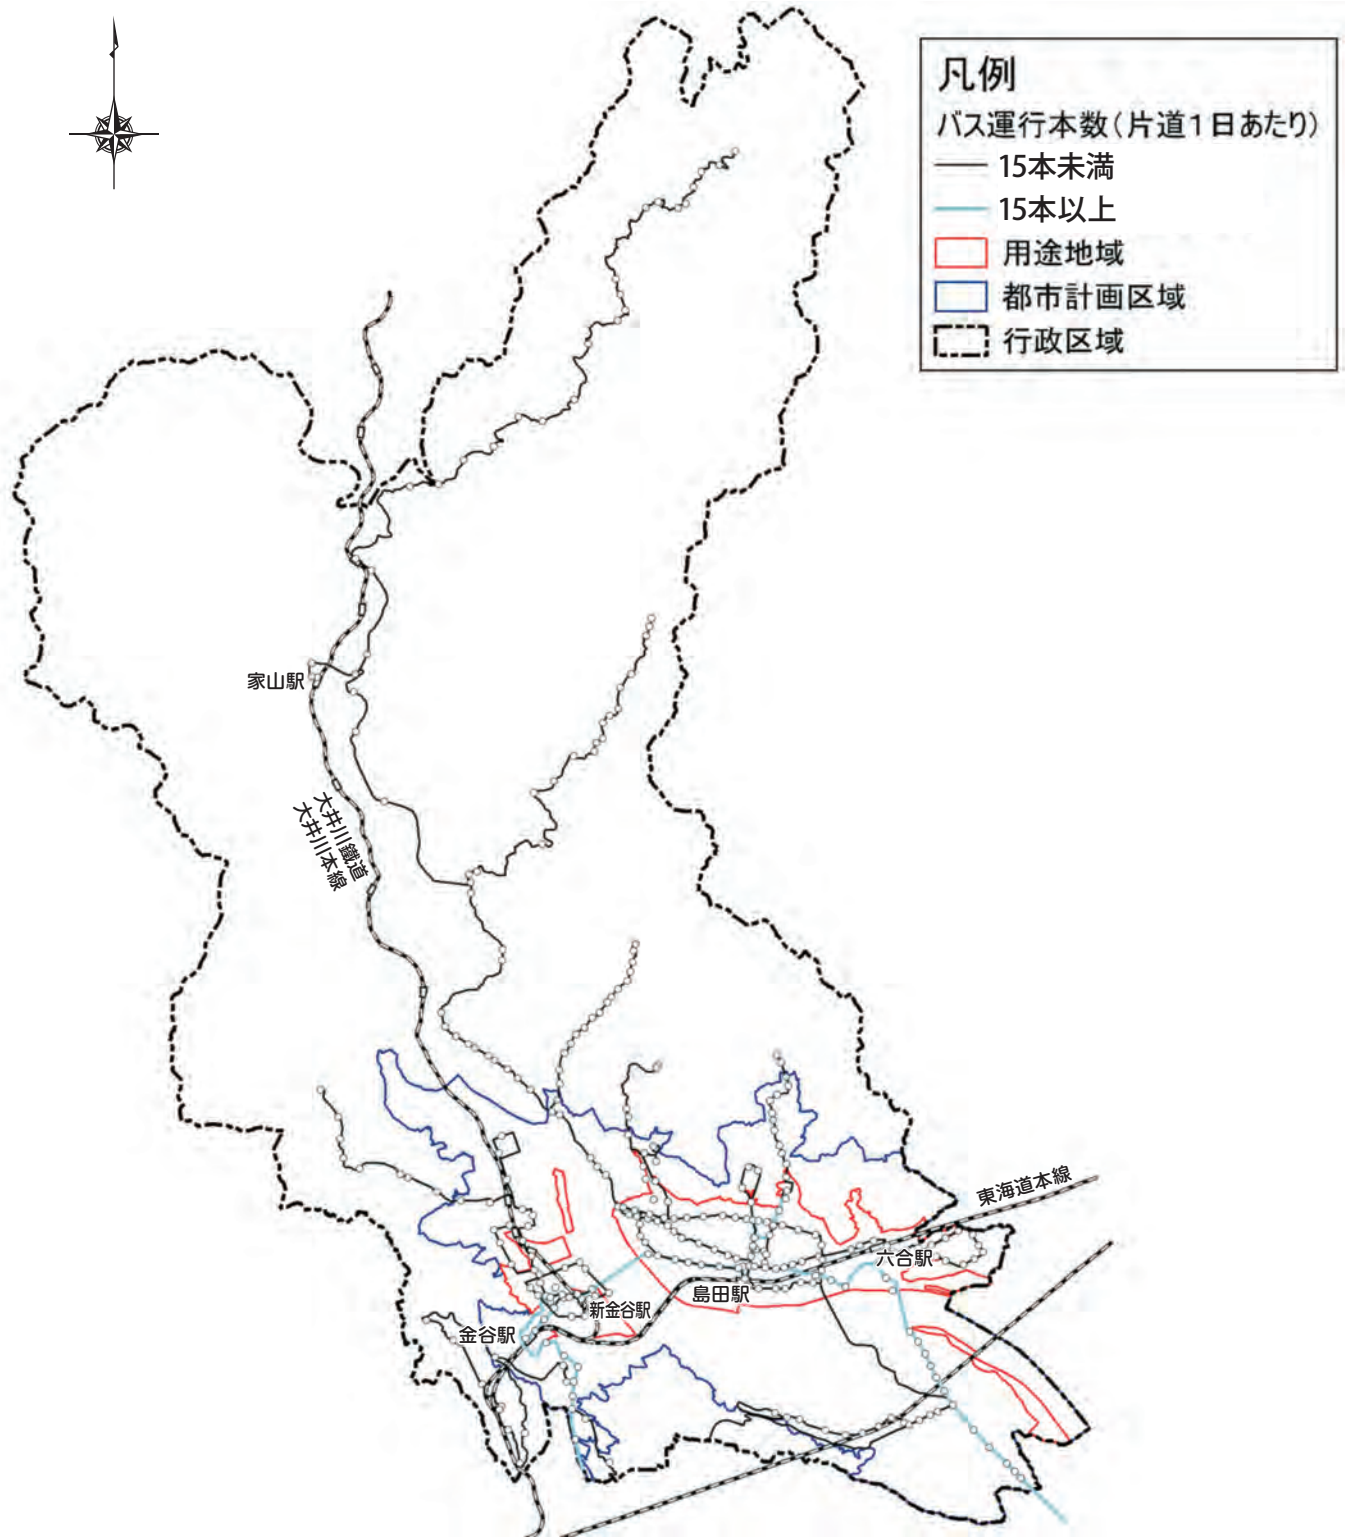 凡例
バス運行本数(片道1日あたり)
15本未満
15本以上
用途地域
都市計画区域
行政区域
家山駅
大井川鐵道
大井川本線
東海道本線
六合駅
島田駅
新金谷駅
金谷駅